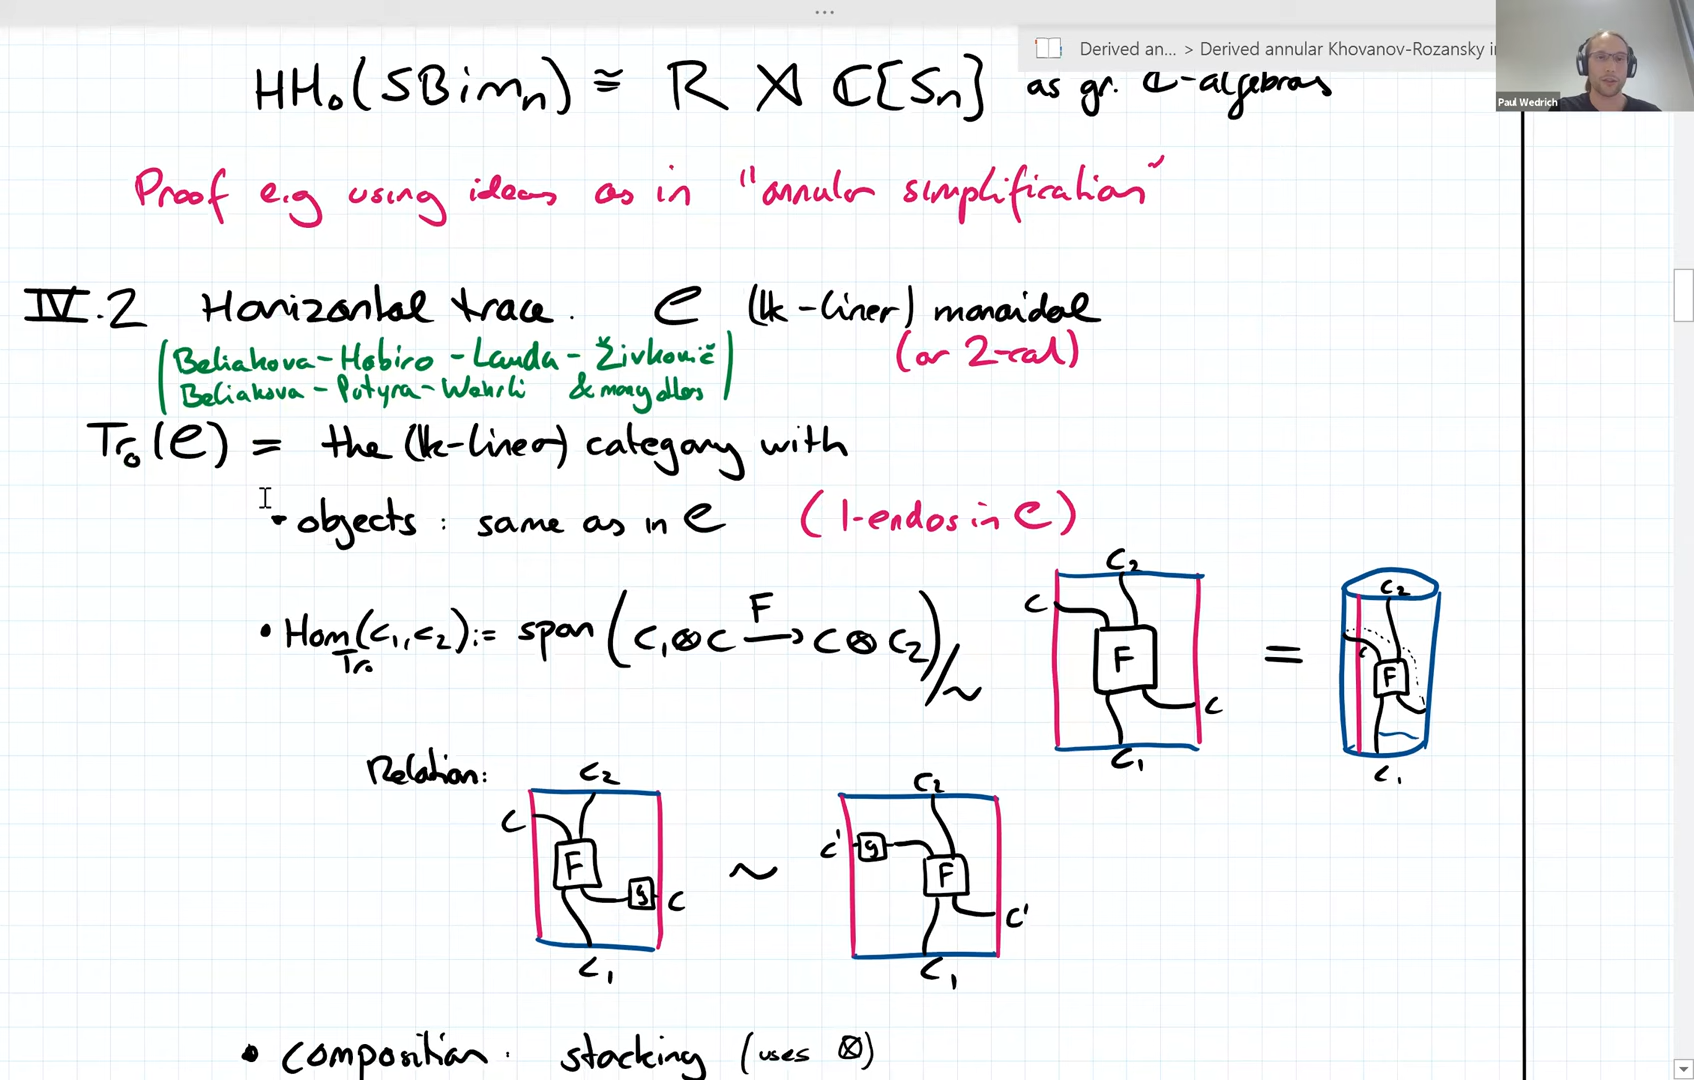 Derived an... > Derived annular Khovanov-Rozansky i
Paul Wedrich
HH₀(SBimₙ) ≅ R ⋊ ℂ[Sₙ] as gr. ℂ-algebras
Proof e.g using ideas as in "annular simplification"
IV.2 Horizontal trace. C (lk-linear) monoidal
(or 2-cat)
(Beliakova-Habiro-Lauda-Živković
Beliakova-Putyra-Wehrli & many others)
Tr₀(C) = the (lk-linear) category with
• objects: same as in C (1-endos in C)
• Hom_Tr₀(c₁,c₂) := span (c₁⊗c —F→ c⊗c₂)/~
c₂
c
F
c
c₁
=
c₂
c
F
c₁
Relation:
c₂
c
F
g
c
c₁
~
c₂
c'
g
F
c'
c₁
• composition: stacking (uses ⊗)